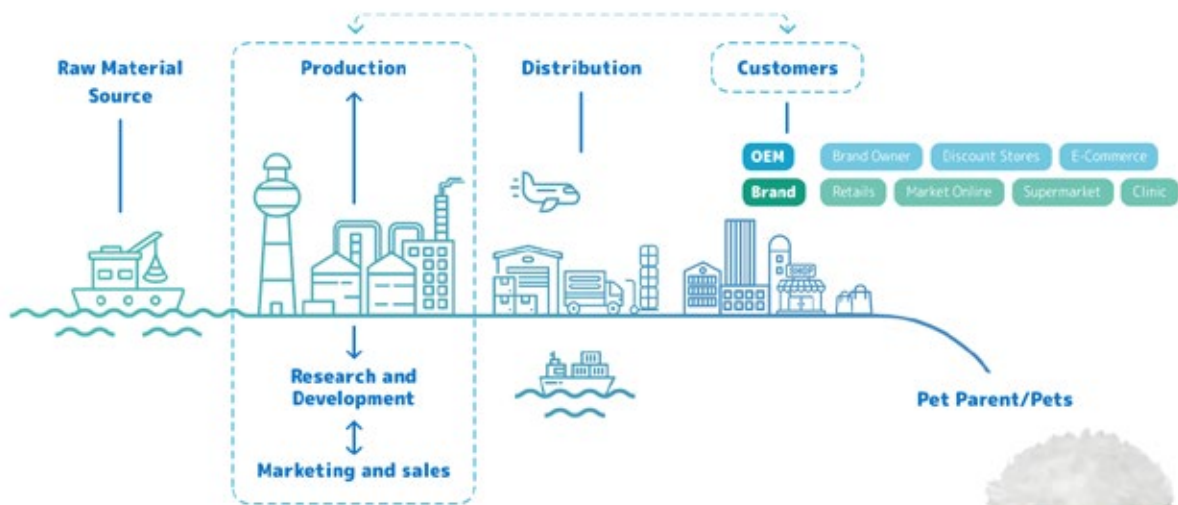 Raw Material
Source
Production
Distribution
Customers
OEM
Brand Owner
Discount Stores
E-Commerce
Brand
Retails
Market Online
Supermarket
Clinic
SHOP
Research and
Development
Marketing and sales
Pet Parent/Pets